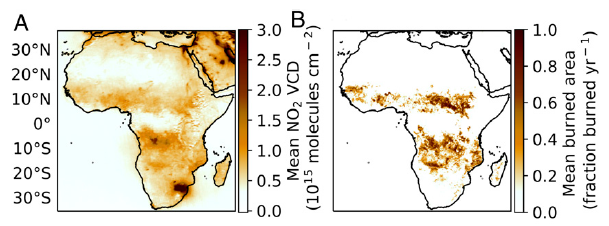 A
30°N
20°N
10°N
0°
10°S
20°S
30°S
3.0
2.5
2.0
1.5
1.0
0.5
0.0
Mean NO₂ VCD
(10¹⁵ molecules cm⁻²)
B
1.0
0.8
0.6
0.4
0.2
0.0
Mean burned area
(fraction burned yr⁻¹)